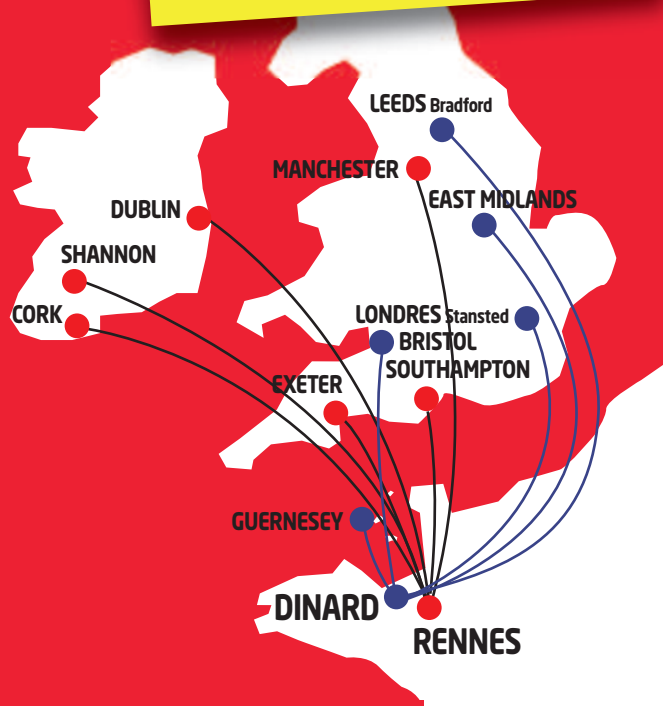 LEEDS Bradford
MANCHESTER
EAST MIDLANDS
DUBLIN
SHANNON
CORK
LONDRES Stansted
BRISTOL
SOUTHAMPTON
EXETER
GUERNESEY
DINARD
RENNES